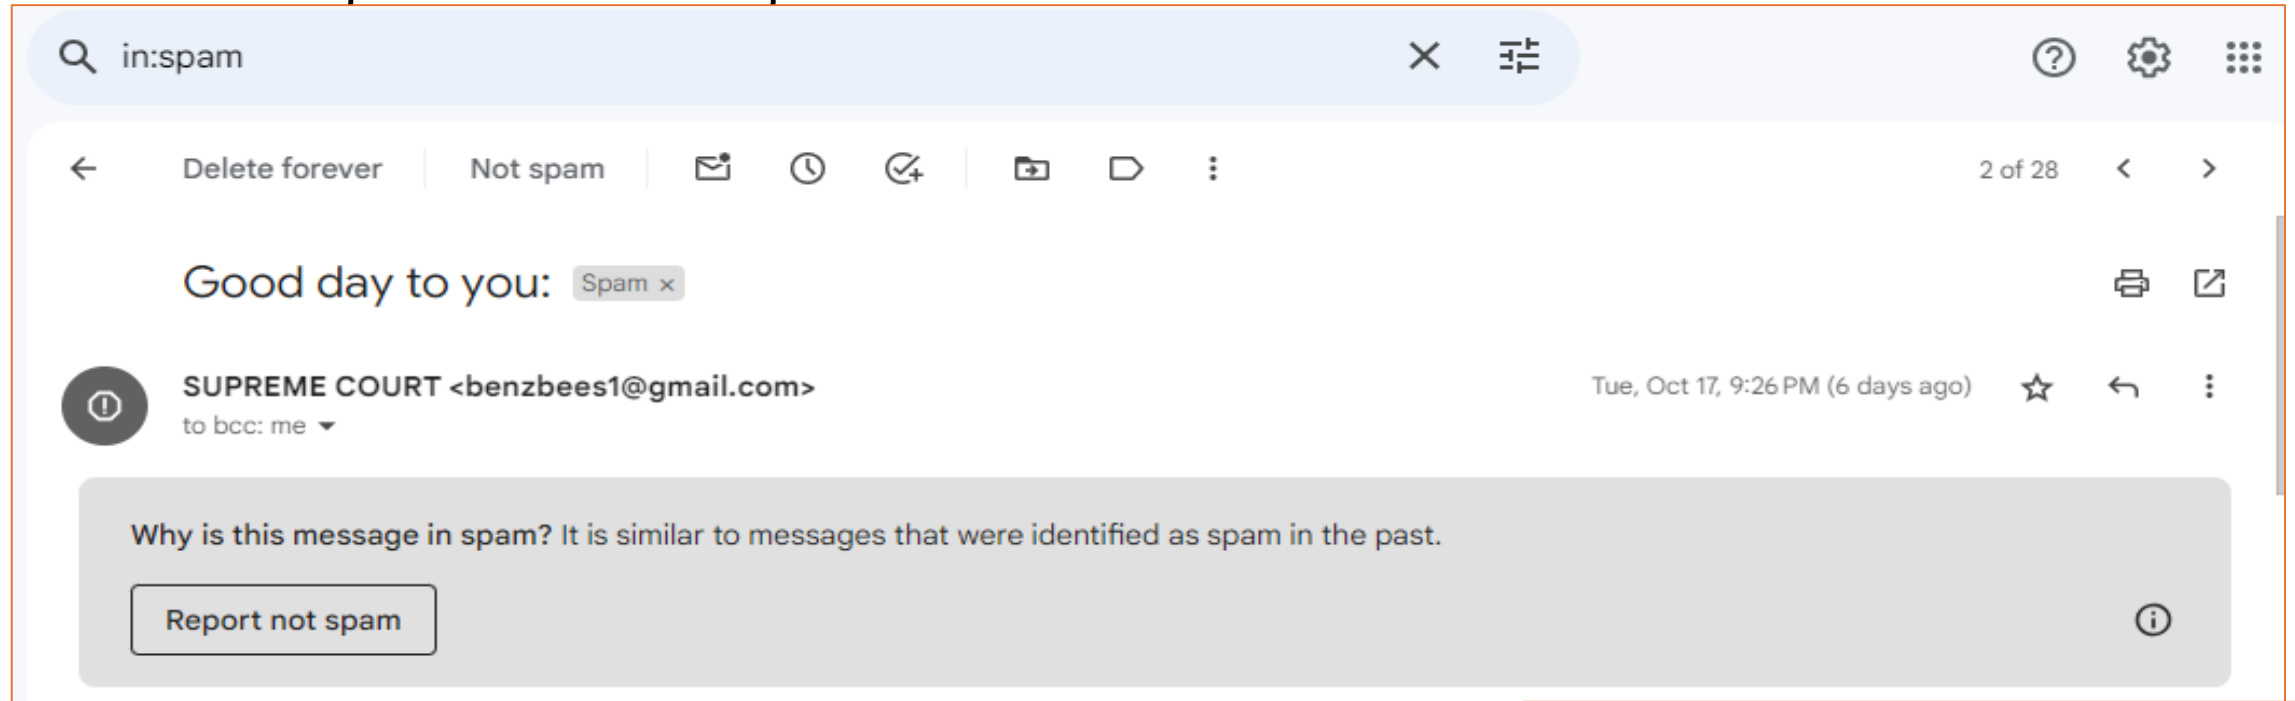 in:spam
Delete forever Not spam 2 of 28
Good day to you: Spam ×
SUPREME COURT <benzbees1@gmail.com> Tue, Oct 17, 9:26 PM (6 days ago)
to bcc: me
Why is this message in spam? It is similar to messages that were identified as spam in the past.
Report not spam